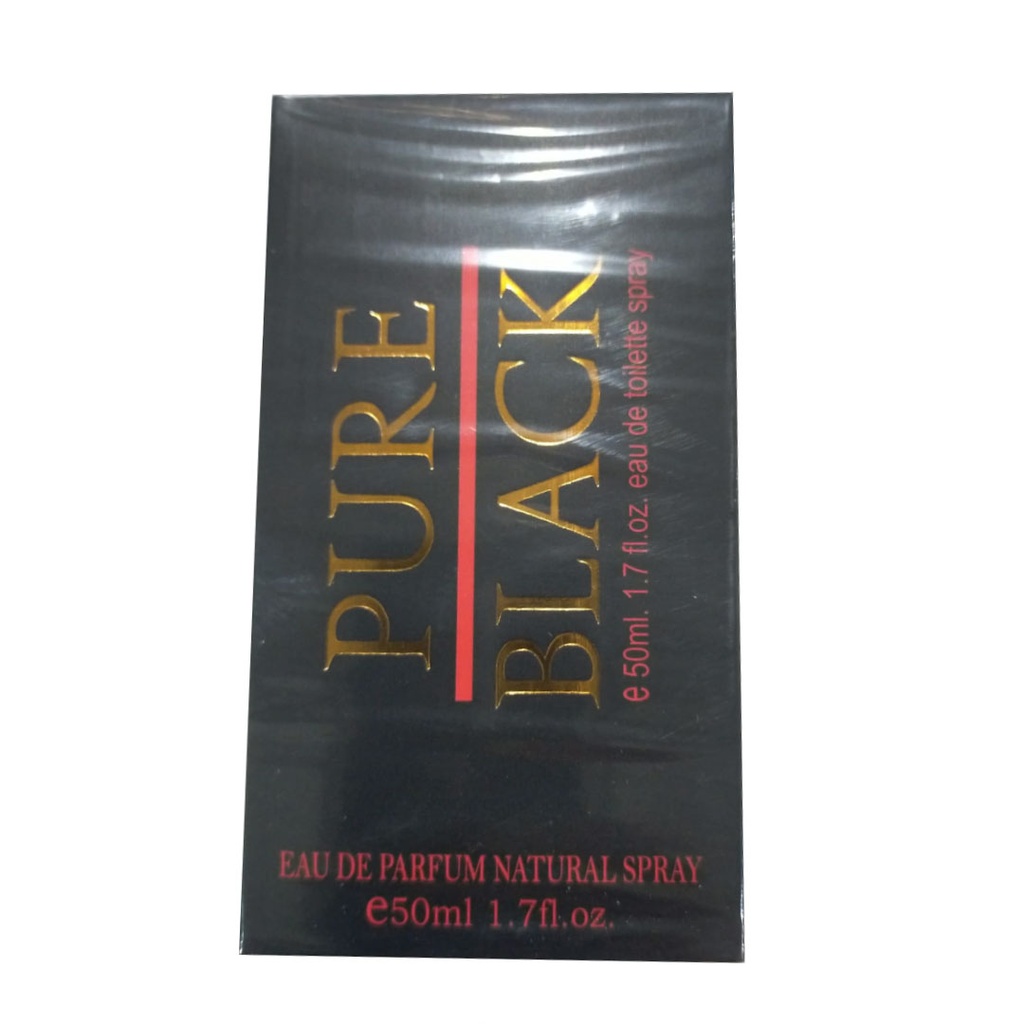 PURE
BLACK
e 50ml. 1.7 fl.oz. eau de toilette spray
EAU DE PARFUM NATURAL SPRAY
e50ml 1.7fl.oz.